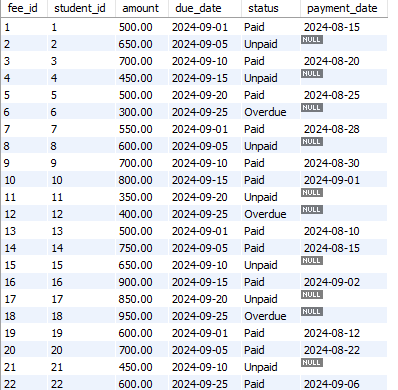 fee_id student_id amount due_date status payment_date
1 1 500.00 2024-09-01 Paid 2024-08-15
2 2 650.00 2024-09-05 Unpaid NULL
3 3 700.00 2024-09-10 Paid 2024-08-20
4 4 450.00 2024-09-15 Unpaid NULL
5 5 500.00 2024-09-20 Paid 2024-08-25
6 6 300.00 2024-09-25 Overdue NULL
7 7 550.00 2024-09-01 Paid 2024-08-28
8 8 600.00 2024-09-05 Unpaid NULL
9 9 700.00 2024-09-10 Paid 2024-08-30
10 10 800.00 2024-09-15 Paid 2024-09-01
11 11 350.00 2024-09-20 Unpaid NULL
12 12 400.00 2024-09-25 Overdue NULL
13 13 500.00 2024-09-01 Paid 2024-08-10
14 14 750.00 2024-09-05 Paid 2024-08-15
15 15 650.00 2024-09-10 Unpaid NULL
16 16 900.00 2024-09-15 Paid 2024-09-02
17 17 850.00 2024-09-20 Unpaid NULL
18 18 950.00 2024-09-25 Overdue NULL
19 19 600.00 2024-09-01 Paid 2024-08-12
20 20 700.00 2024-09-05 Paid 2024-08-22
21 21 450.00 2024-09-10 Unpaid NULL
22 22 600.00 2024-09-25 Paid 2024-09-06